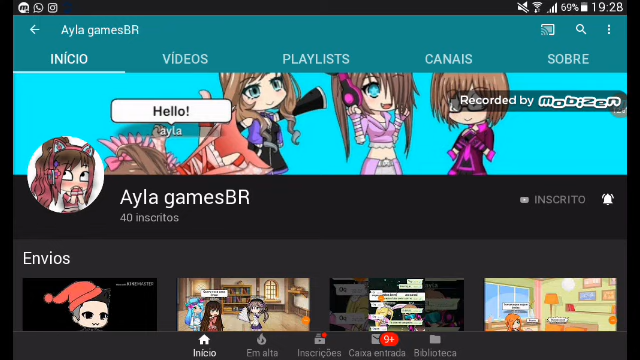 69% 19:28
Ayla gamesBR
INÍCIO VÍDEOS PLAYLISTS CANAIS SOBRE
Recorded by MOBIZEN
Hello!
Ayla gamesBR
40 inscritos
INSCRITO
Envios
KINEMASTER
Início Em alta Inscrições Caixa entrada Biblioteca
9+